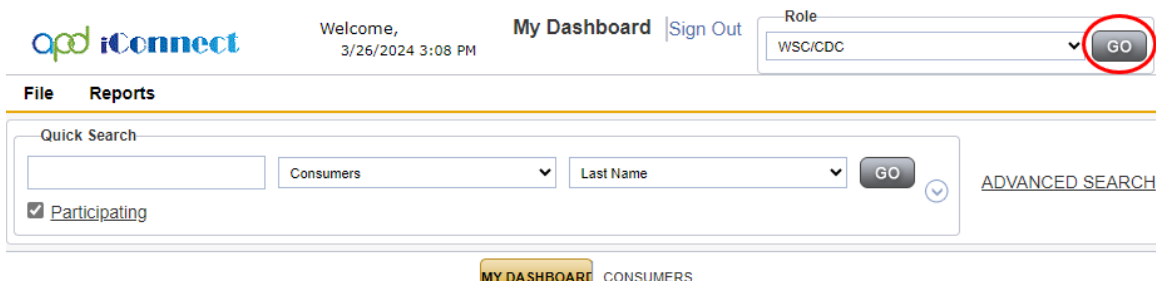 apd iConnect
Welcome,
3/26/2024 3:08 PM
My Dashboard
Sign Out
Role
WSC/CDC
GO
File Reports
Quick Search
Consumers
Last Name
GO
ADVANCED SEARCH
Participating
MY DASHBOARD
CONSUMERS